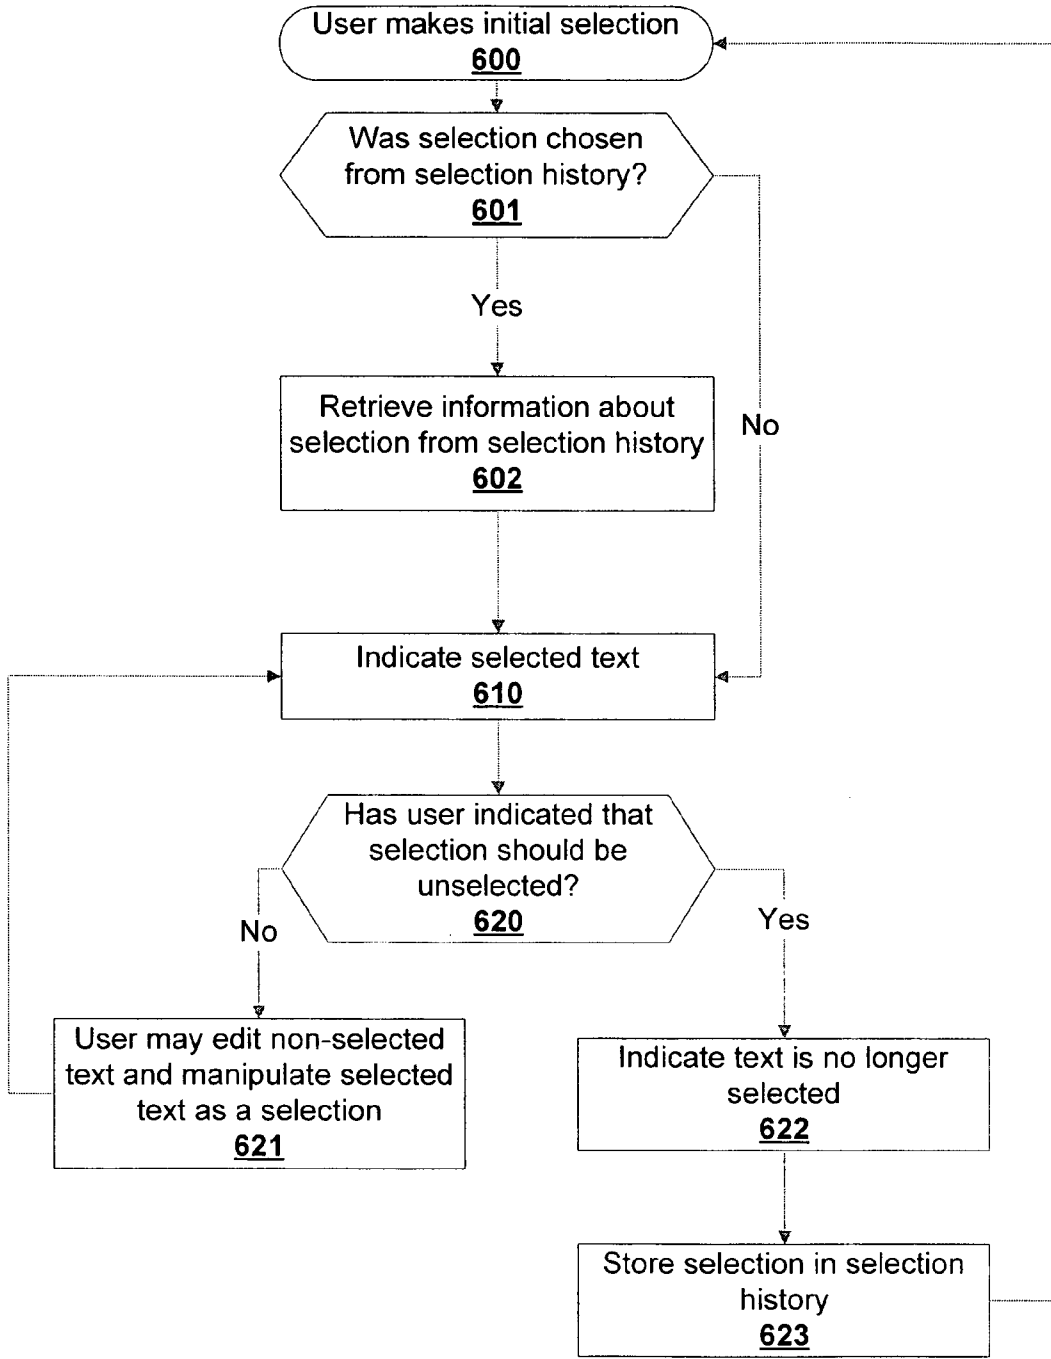 User makes initial selection
600
Was selection chosen
from selection history?
601
Yes
No
Retrieve information about
selection from selection history
602
Indicate selected text
610
Has user indicated that
selection should be
unselected?
620
No
Yes
User may edit non-selected
text and manipulate selected
text as a selection
621
Indicate text is no longer
selected
622
Store selection in selection
history
623